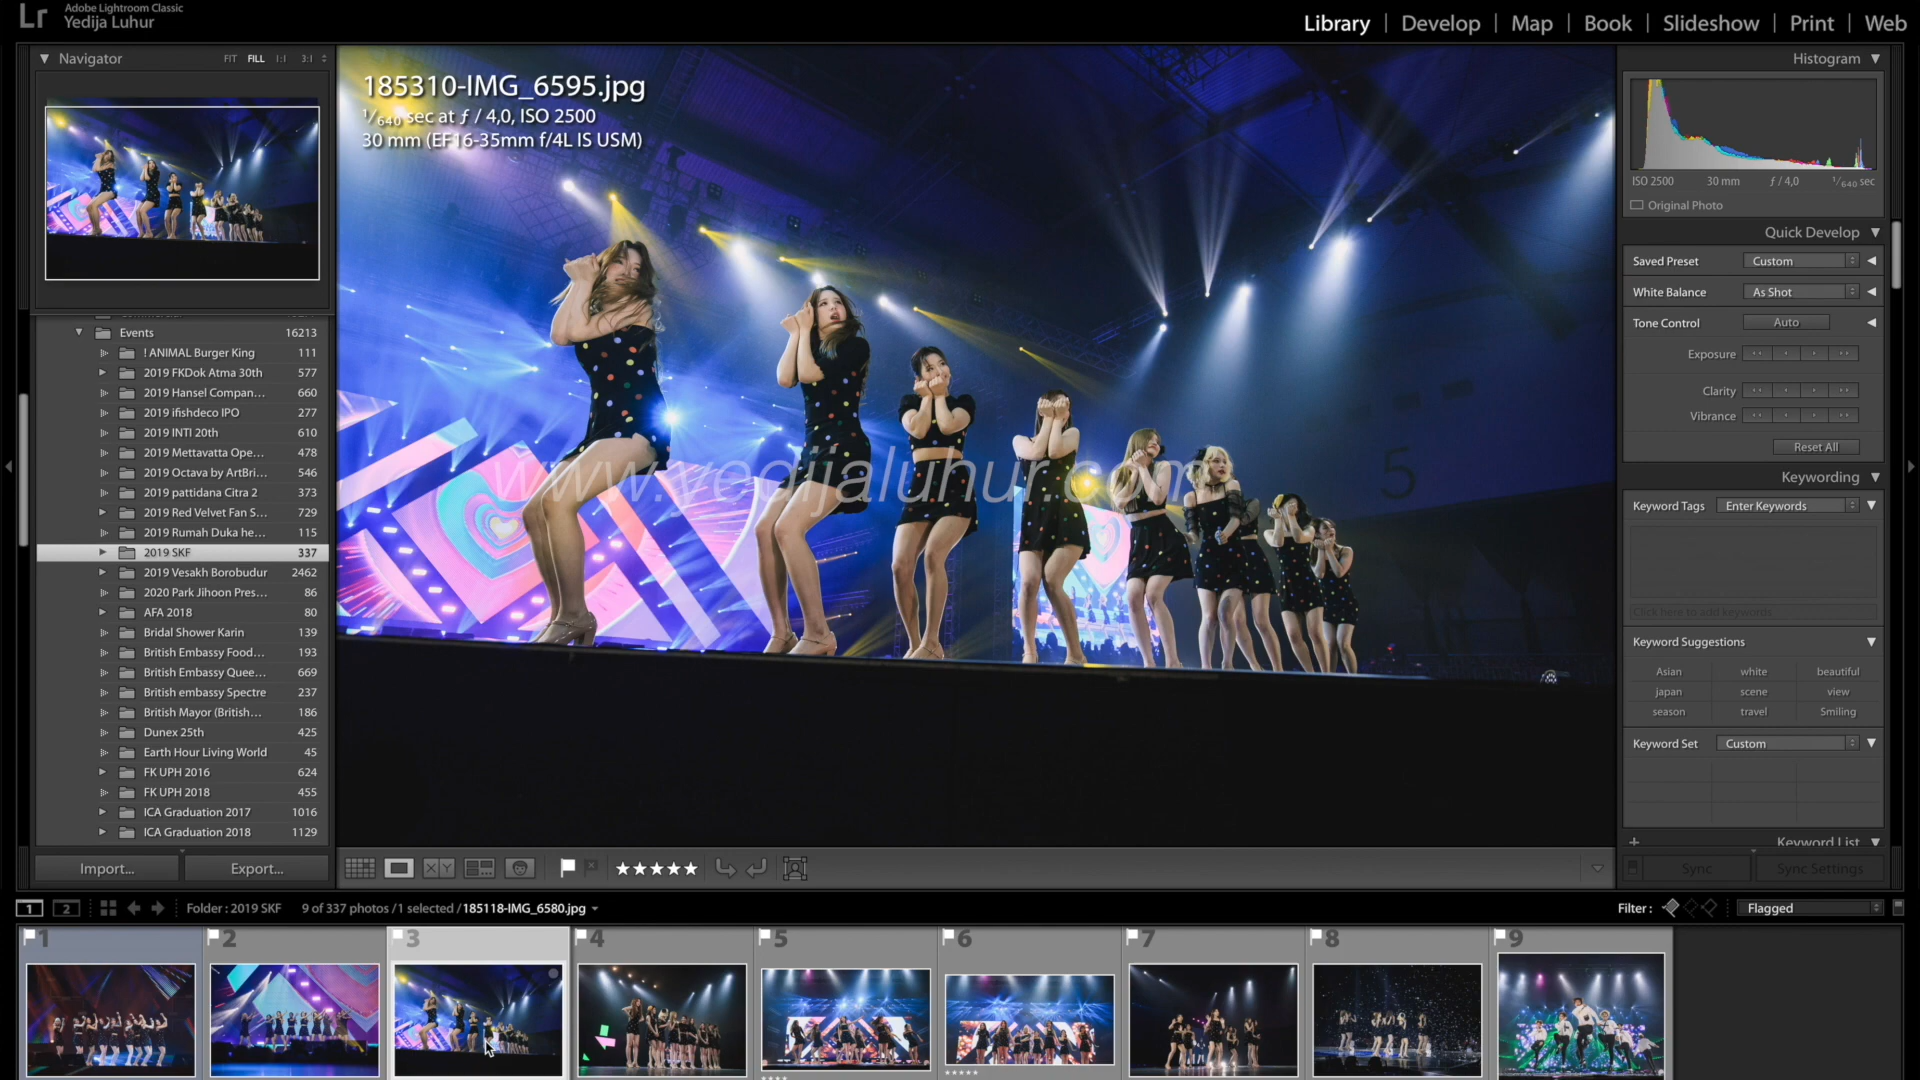 Lr Adobe Lightroom Classic
Yedija Luhur
Library | Develop | Map | Book | Slideshow | Print | Web
Navigator FIT FILL 1:1 3:1
Events 16213
! ANIMAL Burger King 111
2019 FKDok Atma 30th 577
2019 Hansel Compan... 660
2019 ifishdeco IPO 277
2019 INTI 20th 610
2019 Mettavatta Ope... 478
2019 Octava by ArtBri... 546
2019 pattidana Citra 2 373
2019 Red Velvet Fan S... 729
2019 Rumah Duka he... 115
2019 SKF 337
2019 Vesakh Borobudur 2462
2020 Park Jihoon Pres... 86
AFA 2018 80
Bridal Shower Karin 139
British Embassy Food... 193
British Embassy Quee... 669
British embassy Spectre 237
British Mayor (British... 186
Dunex 25th 425
Earth Hour Living World 45
FK UPH 2016 624
FK UPH 2018 455
ICA Graduation 2017 1016
ICA Graduation 2018 1129
Import... Export...
185310-IMG_6595.jpg
1/640 sec at ƒ / 4,0, ISO 2500
30 mm (EF16-35mm f/4L IS USM)
www.yedijaluhur.com
5
Histogram
ISO 2500 30 mm ƒ / 4,0 1/640 sec
Original Photo
Quick Develop
Saved Preset Custom
White Balance As Shot
Tone Control Auto
Exposure
Clarity
Vibrance
Reset All
Keywording
Keyword Tags Enter Keywords
Click here to add keywords
Keyword Suggestions
Asian white beautiful
japan scene view
season travel Smiling
Keyword Set Custom
Keyword List
Sync Sync Settings
X Y
1 2 Folder : 2019 SKF 9 of 337 photos / 1 selected / 185118-IMG_6580.jpg
Filter : Flagged
1 2 3 4 5 6 7 8 9